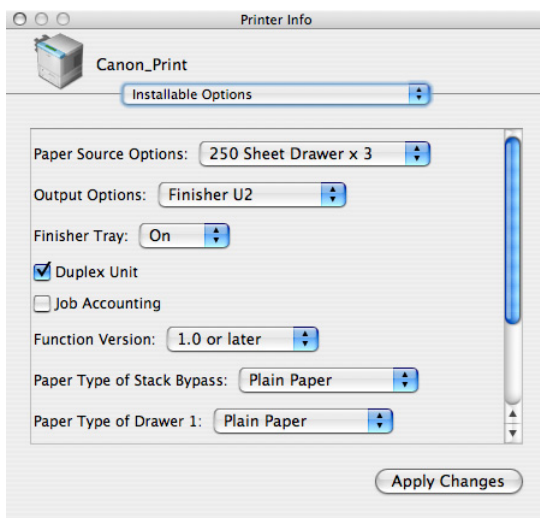 Printer Info
Canon_Print
Installable Options
Paper Source Options: 250 Sheet Drawer x 3
Output Options: Finisher U2
Finisher Tray: On
Duplex Unit
Job Accounting
Function Version: 1.0 or later
Paper Type of Stack Bypass: Plain Paper
Paper Type of Drawer 1: Plain Paper
Apply Changes